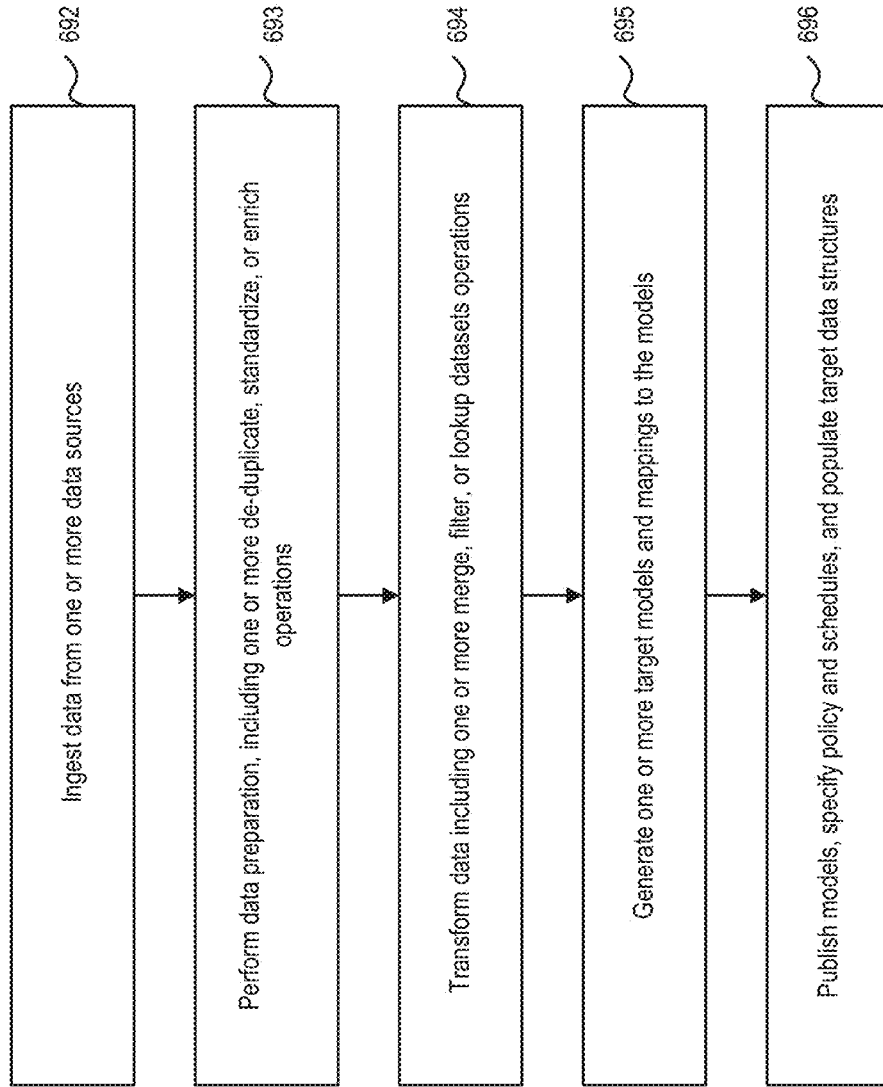 Ingest data from one or more data sources
692
Perform data preparation, including one or more de-duplicate, standardize, or enrich
operations
693
Transform data including one or more merge, filter, or lookup datasets operations
694
Generate one or more target models and mappings to the models
695
Publish models, specify policy and schedules, and populate target data structures
696